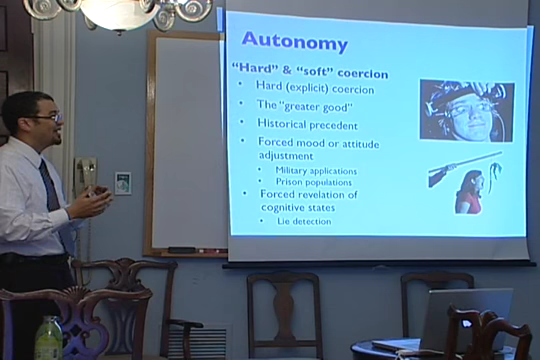 Autonomy
"Hard" & "soft" coercion
• Hard (explicit) coercion
• The "greater good"
• Historical precedent
• Forced mood or attitude
adjustment
• Military applications
• Prison populations
• Forced revelation of
cognitive states
• Lie detection